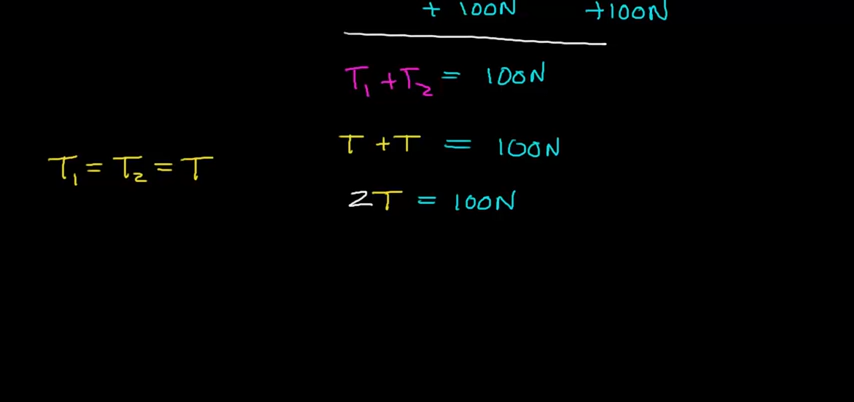 + 100N +100N
T₁ + T₂ = 100N
T + T = 100N
T₁ = T₂ = T
2T = 100N